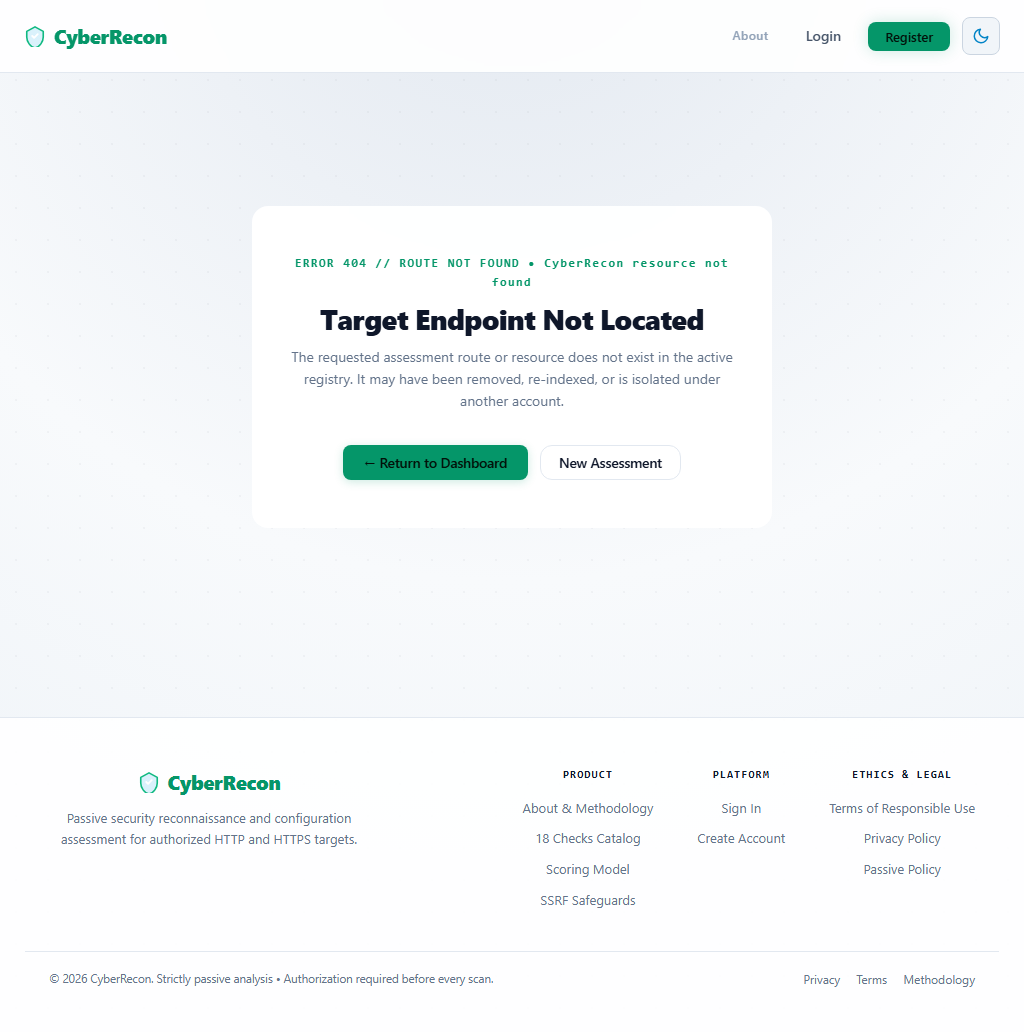 CyberRecon
About
Login
Register
ERROR 404 // ROUTE NOT FOUND • CyberRecon resource not
found
Target Endpoint Not Located
The requested assessment route or resource does not exist in the active
registry. It may have been removed, re-indexed, or is isolated under
another account.
← Return to Dashboard
New Assessment
CyberRecon
Passive security reconnaissance and configuration
assessment for authorized HTTP and HTTPS targets.
PRODUCT
About & Methodology
18 Checks Catalog
Scoring Model
SSRF Safeguards
PLATFORM
Sign In
Create Account
ETHICS & LEGAL
Terms of Responsible Use
Privacy Policy
Passive Policy
© 2026 CyberRecon. Strictly passive analysis • Authorization required before every scan.
Privacy
Terms
Methodology